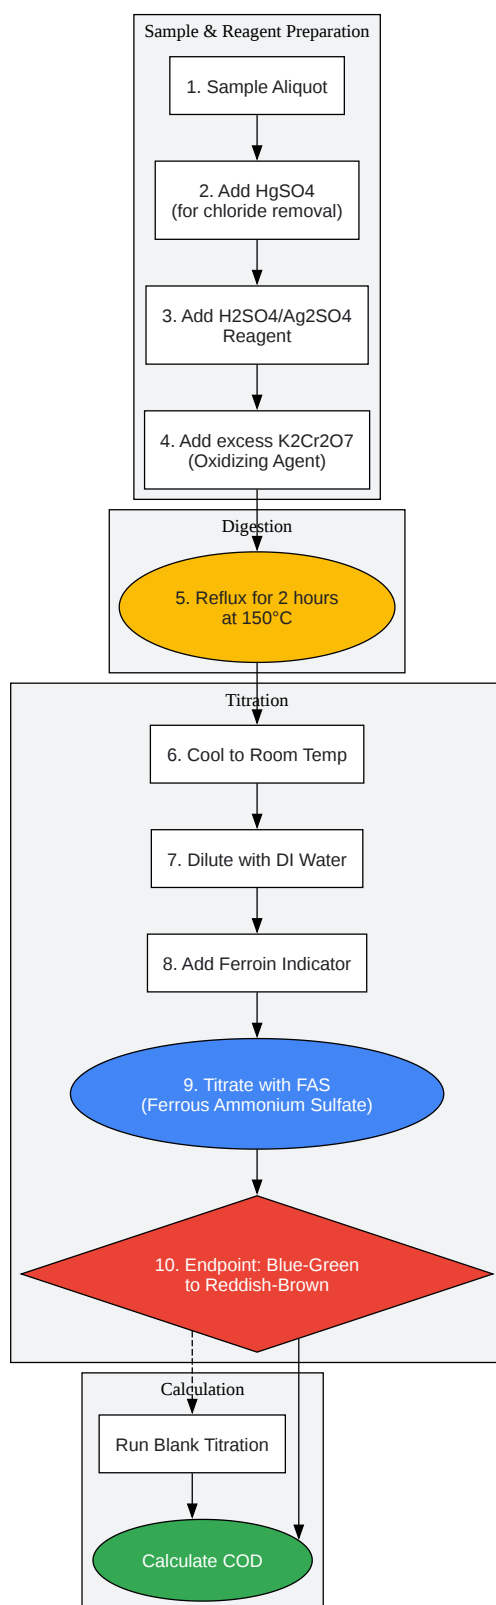 Sample & Reagent Preparation
1. Sample Aliquot
2. Add HgSO4
(for chloride removal)
3. Add H2SO4/Ag2SO4
Reagent
4. Add excess K2Cr2O7
(Oxidizing Agent)
Digestion
5. Reflux for 2 hours
at 150°C
Titration
6. Cool to Room Temp
7. Dilute with DI Water
8. Add Ferroin Indicator
9. Titrate with FAS
(Ferrous Ammonium Sulfate)
10. Endpoint: Blue-Green
to Reddish-Brown
Calculation
Run Blank Titration
Calculate COD